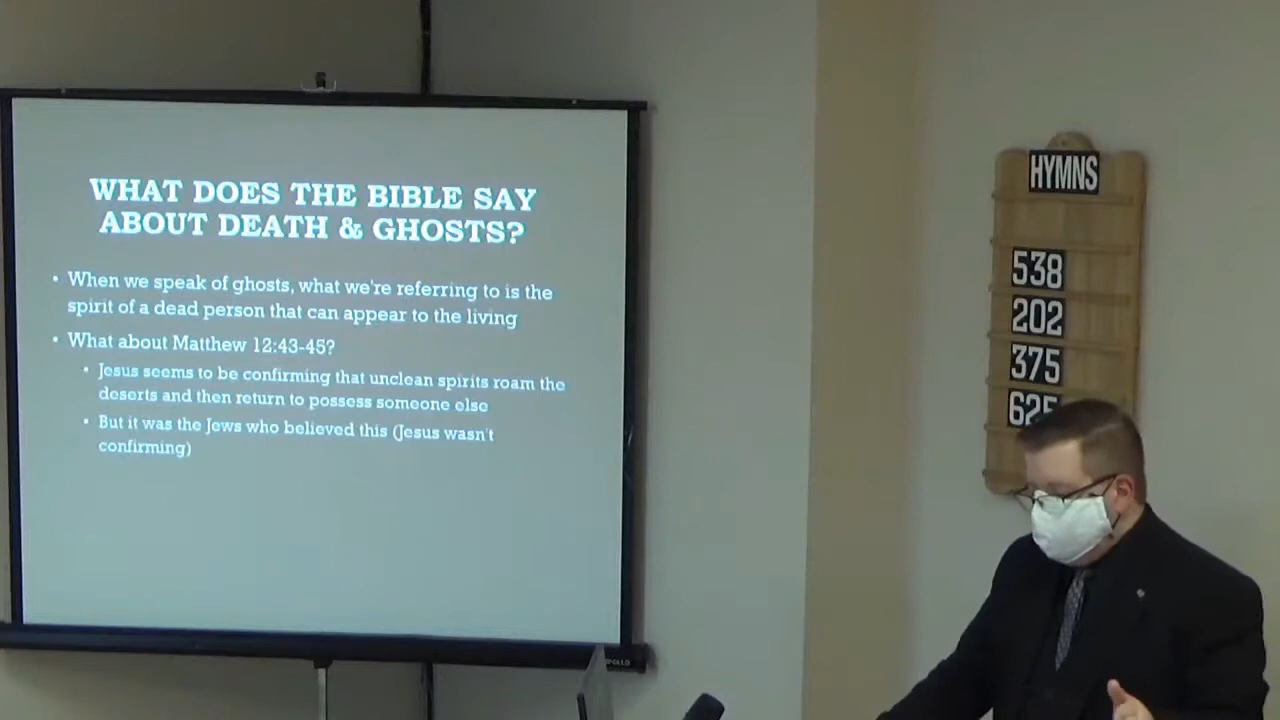 WHAT DOES THE BIBLE SAY
ABOUT DEATH & GHOSTS?
• When we speak of ghosts, what we're referring to is the
spirit of a dead person that can appear to the living
• What about Matthew 12:43-45?
• Jesus seems to be confirming that unclean spirits roam the
deserts and then return to possess someone else
• But it was the Jews who believed this (Jesus wasn't
confirming)
HYMNS
538
202
375
625